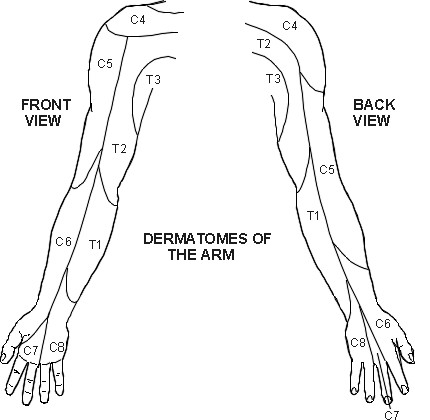 C4
C4
T2
C5
T3
T3
FRONT
VIEW
BACK
VIEW
T2
C5
T1
C6
T1
DERMATOMES OF
THE ARM
C6
C7
C8
C8
C7